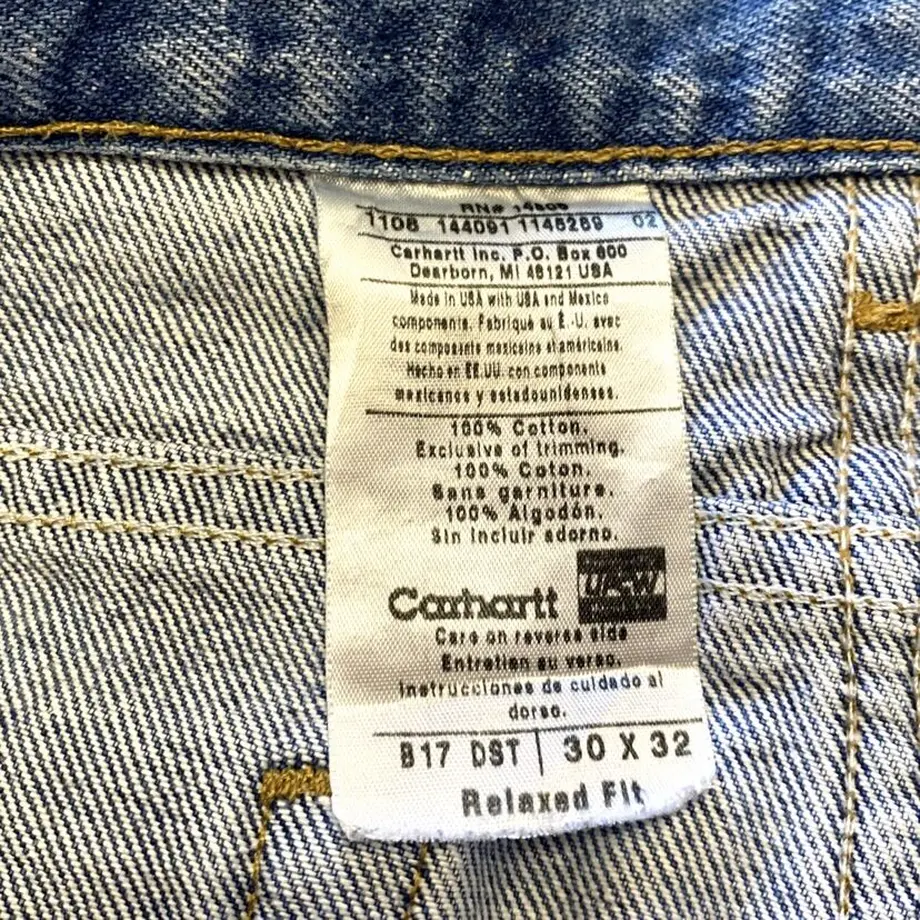 RN# 14806
1106 144091 1146289 02
Carhartt Inc. P.O. Box 600
Dearborn, MI 48121 USA
Made in USA with USA and Mexico
components. Fabriqué au É.-U. avec
des composants mexicains et américains.
Hecho en EE.UU. con componente
mexicanos y estadounidenses.
100% Cotton.
Exclusive of trimming.
100% Coton.
Sans garniture.
100% Algodón.
Sin incluir adorno.
Carhartt
Care on reverse side
Entretien au verso.
Instrucciones de cuidado al
dorso.
B17 DST | 30 X 32
Relaxed Fit